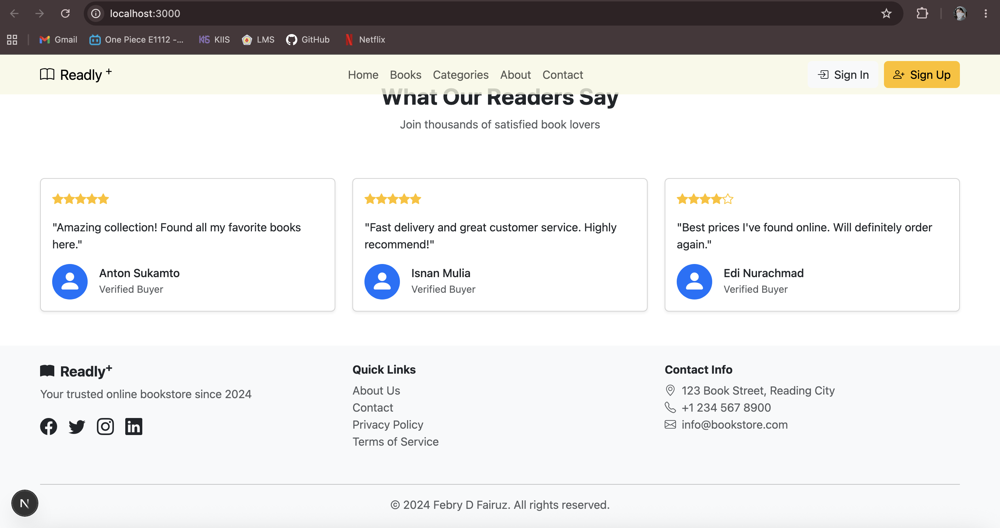 localhost:3000
Gmail One Piece E1112 -... KIIS LMS GitHub Netflix
Readly + Home Books Categories About Contact Sign In Sign Up
What Our Readers Say
Join thousands of satisfied book lovers
"Amazing collection! Found all my favorite books
here."
Anton Sukamto
Verified Buyer
"Fast delivery and great customer service. Highly
recommend!"
Isnan Mulia
Verified Buyer
"Best prices I've found online. Will definitely order
again."
Edi Nurachmad
Verified Buyer
Readly+
Your trusted online bookstore since 2024
Quick Links
About Us
Contact
Privacy Policy
Terms of Service
Contact Info
123 Book Street, Reading City
+1 234 567 8900
info@bookstore.com
N
© 2024 Febry D Fairuz. All rights reserved.